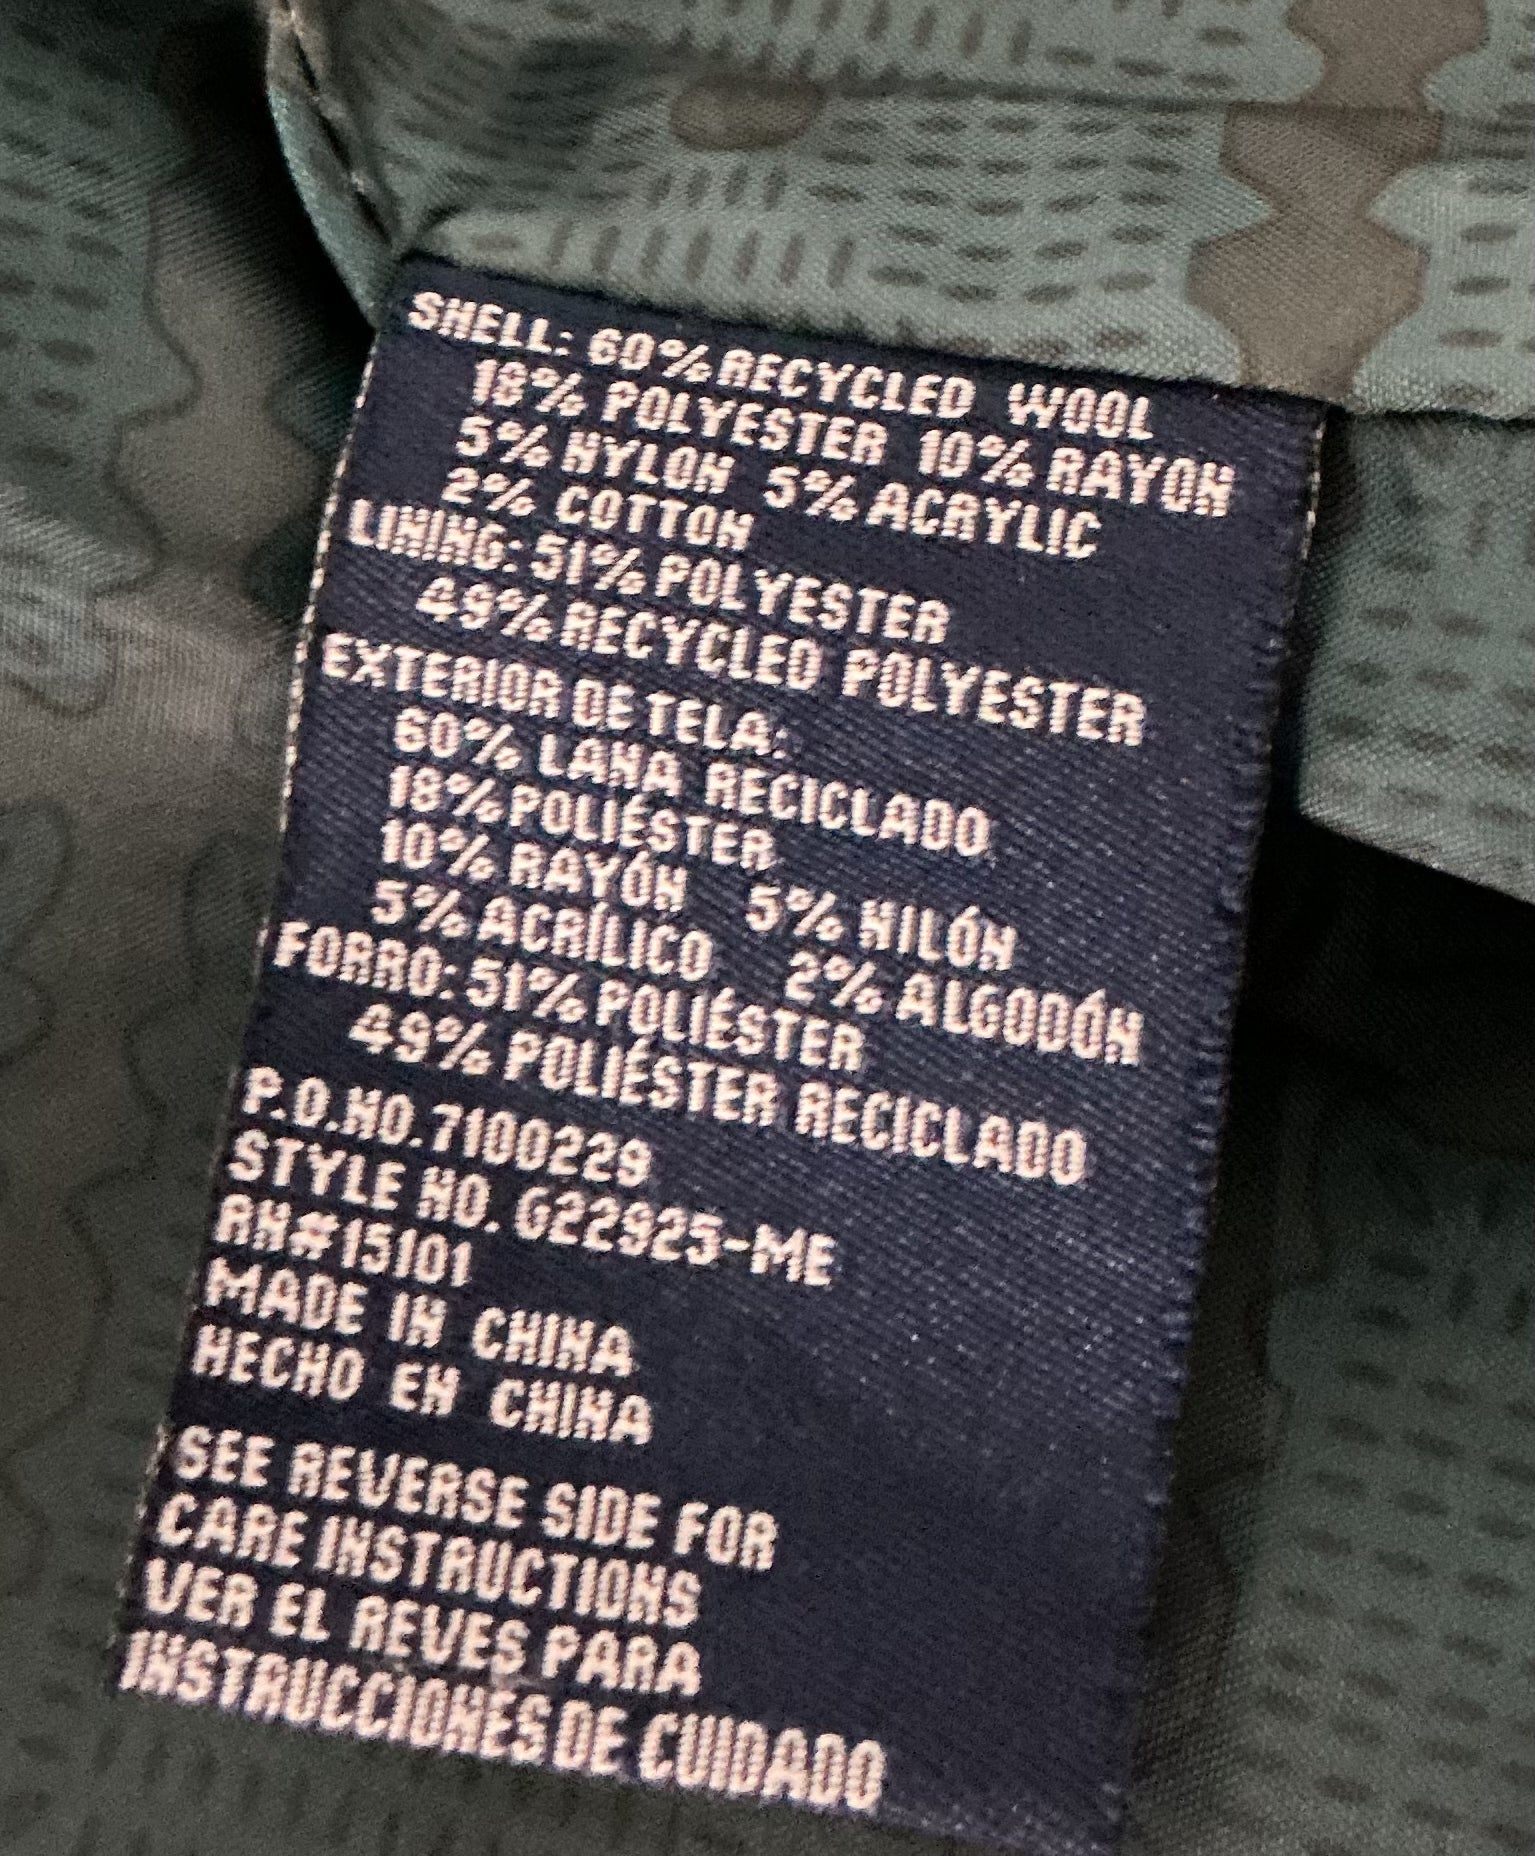 SHELL: 60% RECYCLED WOOL
18% POLYESTER 10% RAYON
5% NYLON 5% ACRYLIC
2% COTTON
LINING: 51% POLYESTER
49% RECYCLED POLYESTER
EXTERIOR DE TELA:
60% LANA RECICLADO
18% POLIÉSTER
10% RAYÓN 5% NILÓN
5% ACRÍLICO 2% ALGODÓN
FORRO: 51% POLIÉSTER
49% POLIÉSTER RECICLADO
P.O.NO.7100229
STYLE NO. G22925-ME
RN#15101
MADE IN CHINA
HECHO EN CHINA
SEE REVERSE SIDE FOR
CARE INSTRUCTIONS
VER EL REVES PARA
INSTRUCCIONES DE CUIDADO